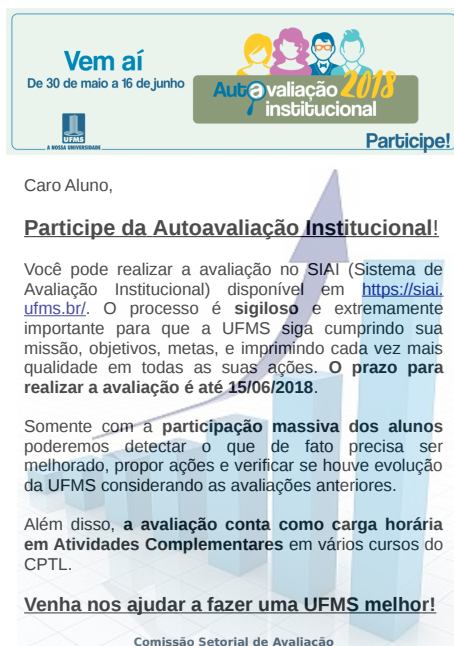 Vem aí
De 30 de maio a 16 de junho
Autoavaliação 2018
institucional
UFMS
A NOSSA UNIVERSIDADE
Participe!
Caro Aluno,
Participe da Autoavaliação Institucional!
Você pode realizar a avaliação no SIAI (Sistema de
Avaliação Institucional) disponível em https://siai.
ufms.br/. O processo é sigiloso e extremamente
importante para que a UFMS siga cumprindo sua
missão, objetivos, metas, e imprimindo cada vez mais
qualidade em todas as suas ações. O prazo para
realizar a avaliação é até 15/06/2018.
Somente com a participação massiva dos alunos
poderemos detectar o que de fato precisa ser
melhorado, propor ações e verificar se houve evolução
da UFMS considerando as avaliações anteriores.
Além disso, a avaliação conta como carga horária
em Atividades Complementares em vários cursos do
CPTL.
Venha nos ajudar a fazer uma UFMS melhor!
Comissão Setorial de Avaliação